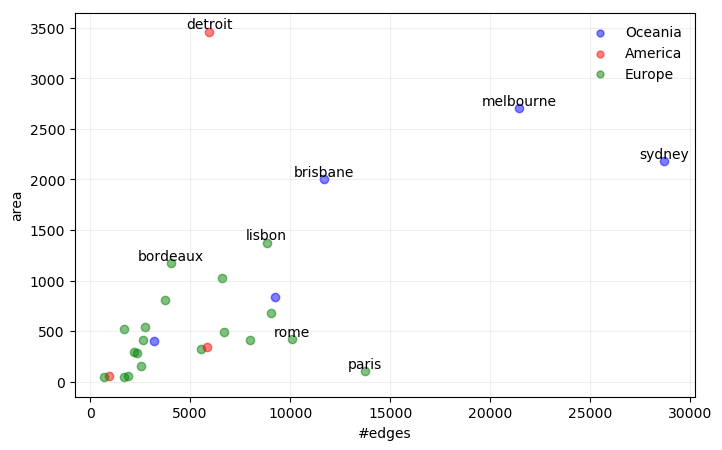 detroit
melbourne
sydney
brisbane
lisbon
bordeaux
rome
paris
Oceania
America
Europe
3500
3000
2500
2000
1500
1000
500
0
area
0
5000
10000
15000
20000
25000
30000
#edges